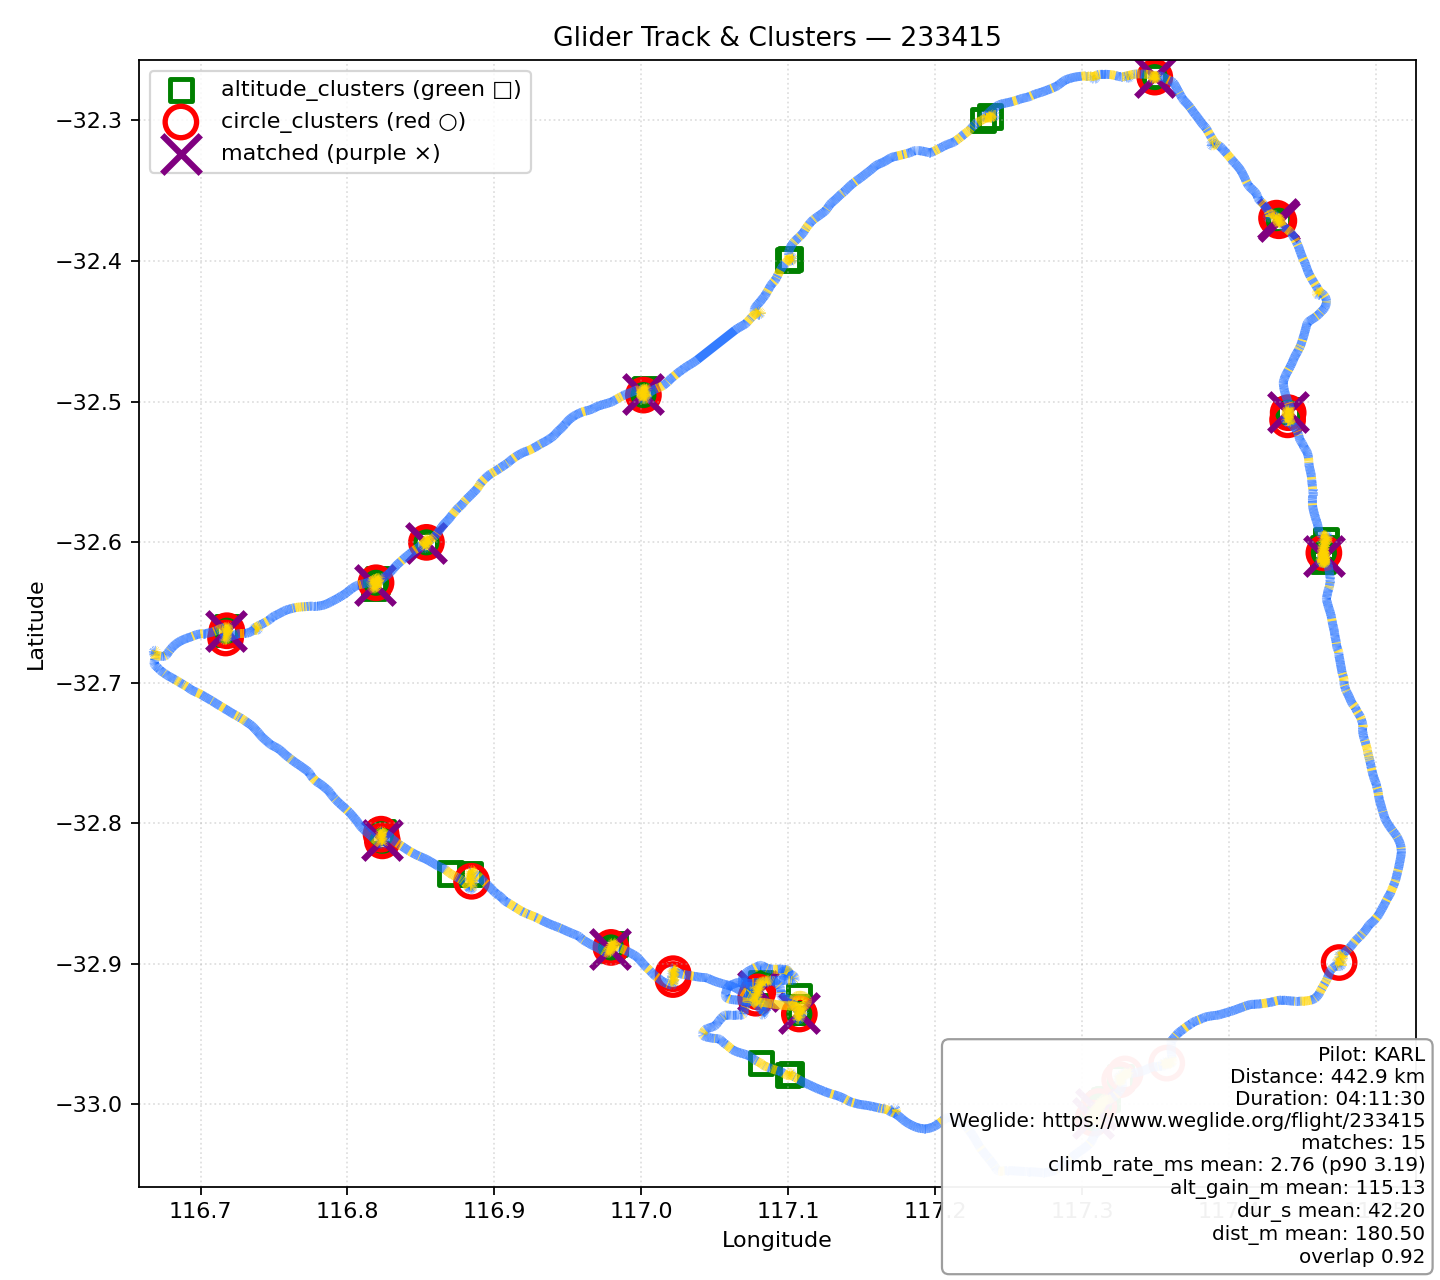 Glider Track & Clusters — 233415
altitude_clusters (green □)
circle_clusters (red ○)
matched (purple ×)
Latitude
−32.3
−32.4
−32.5
−32.6
−32.7
−32.8
−32.9
−33.0
116.7 116.8 116.9 117.0 117.1 117.2 117.3
Longitude
Pilot: KARL
Distance: 442.9 km
Duration: 04:11:30
Weglide: https://www.weglide.org/flight/233415
matches: 15
climb_rate_ms mean: 2.76 (p90 3.19)
alt_gain_m mean: 115.13
dur_s mean: 42.20
dist_m mean: 180.50
overlap 0.92